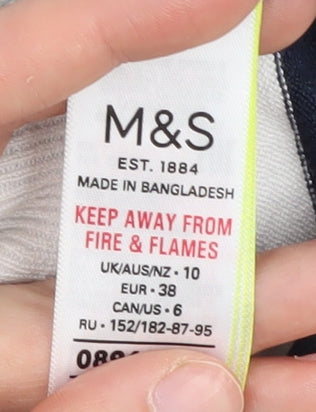 M&S
EST. 1884
MADE IN BANGLADESH
KEEP AWAY FROM
FIRE & FLAMES
UK/AUS/NZ • 10
EUR • 38
CAN/US • 6
RU • 152/182-87-95